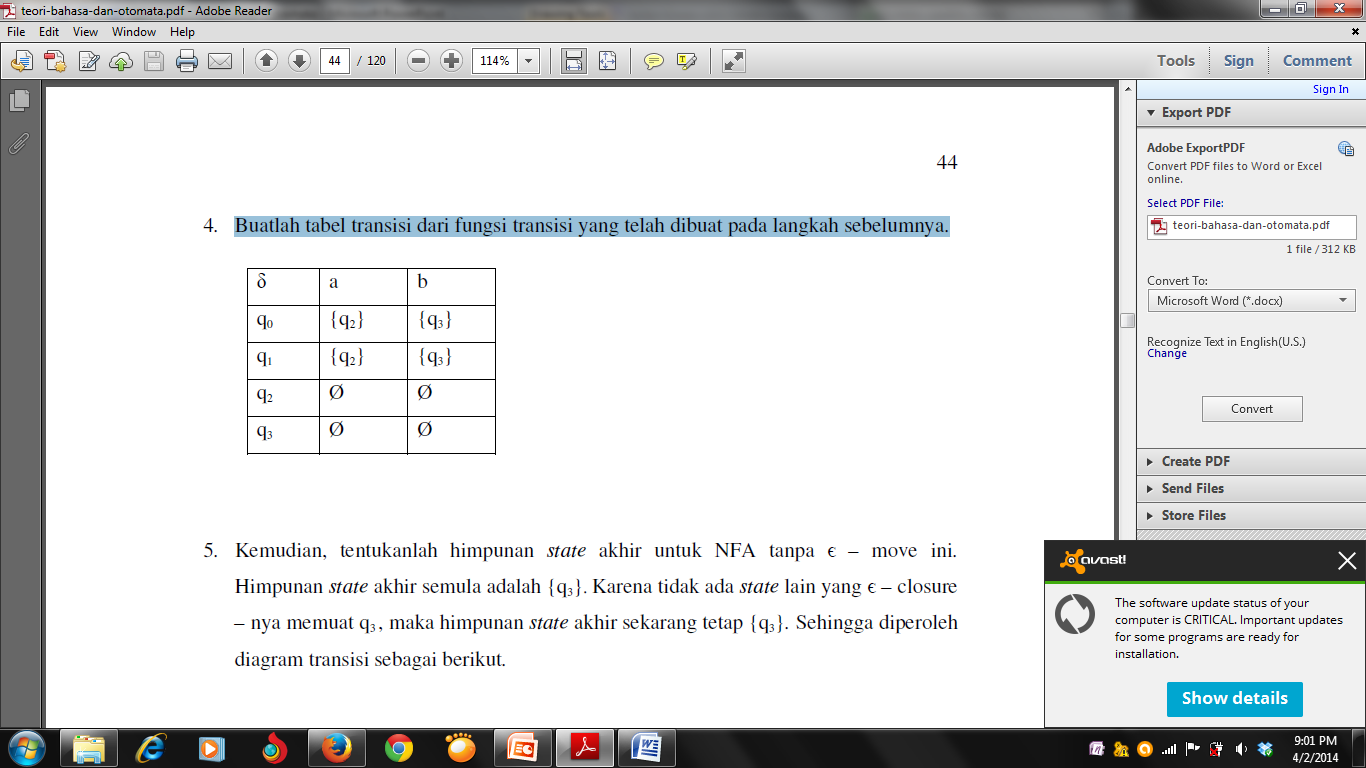 teori-bahasa-dan-otomata.pdf - Adobe Reader
File Edit View Window Help
44 / 120 114% Tools Sign Comment
Sign In
Export PDF
Adobe ExportPDF
Convert PDF files to Word or Excel
online.
Select PDF File:
teori-bahasa-dan-otomata.pdf
1 file / 312 KB
Convert To:
Microsoft Word (*.docx)
Recognize Text in English(U.S.)
Change
Convert
Create PDF
Send Files
Store Files
44
4. Buatlah tabel transisi dari fungsi transisi yang telah dibuat pada langkah sebelumnya.
δ a b
q₀ {q₂} {q₃}
q₁ {q₂} {q₃}
q₂ Ø Ø
q₃ Ø Ø
5. Kemudian, tentukanlah himpunan state akhir untuk NFA tanpa ϵ – move ini.
Himpunan state akhir semula adalah {q₃}. Karena tidak ada state lain yang ϵ – closure
– nya memuat q₃, maka himpunan state akhir sekarang tetap {q₃}. Sehingga diperoleh
diagram transisi sebagai berikut.
avast!
The software update status of your
computer is CRITICAL. Important updates
for some programs are ready for
installation.
Show details
9:01 PM
4/2/2014